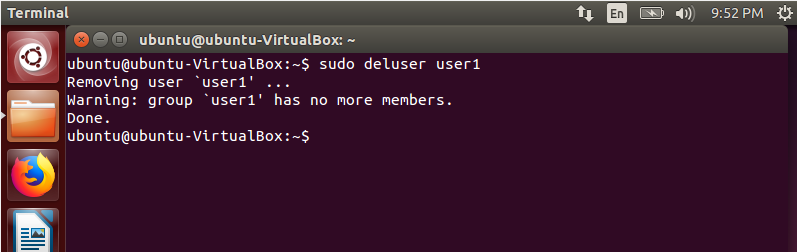 Terminal
En
9:52 PM
ubuntu@ubuntu-VirtualBox: ~
ubuntu@ubuntu-VirtualBox:~$ sudo deluser user1
Removing user `user1' ...
Warning: group `user1' has no more members.
Done.
ubuntu@ubuntu-VirtualBox:~$